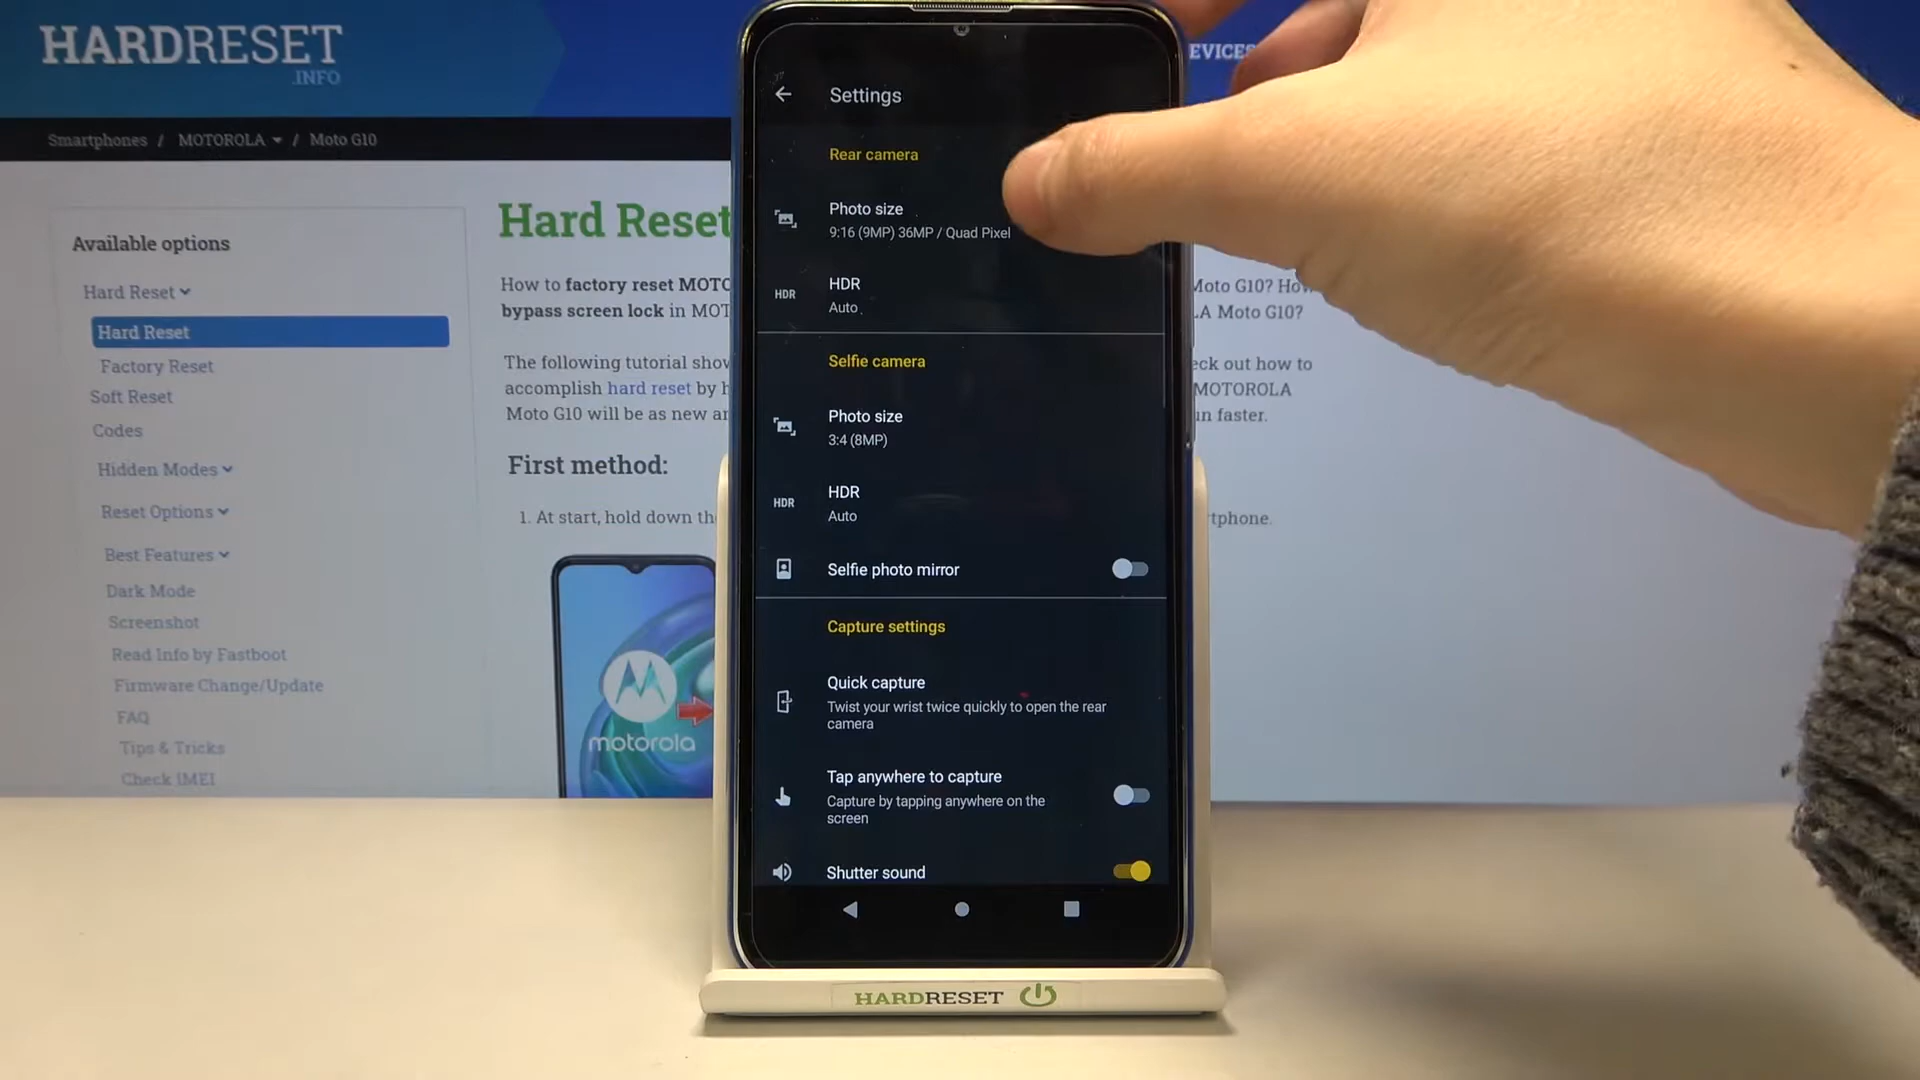 HARDRESET
.INFO
EVICES
Smartphones / MOTOROLA / Moto G10
Available options
Hard Reset
Hard Reset
Factory Reset
Soft Reset
Codes
Hidden Modes
Reset Options
Best Features
Dark Mode
Screenshot
Read Info by Fastboot
Firmware Change/Update
FAQ
Tips & Tricks
Check IMEI
Hard Reset
How to factory reset MOTO
bypass screen lock in MOT
The following tutorial show
accomplish hard reset by h
Moto G10 will be as new an
First method:
1. At start, hold down the
motorola
Moto G10? How
LA Moto G10?
eck out how to
MOTOROLA
un faster.
rtphone.
Settings
Rear camera
Photo size
9:16 (9MP) 36MP / Quad Pixel
HDR
HDR
Auto
Selfie camera
Photo size
3:4 (8MP)
HDR
HDR
Auto
Selfie photo mirror
Capture settings
Quick capture
Twist your wrist twice quickly to open the rear
camera
Tap anywhere to capture
Capture by tapping anywhere on the
screen
Shutter sound
HARDRESET